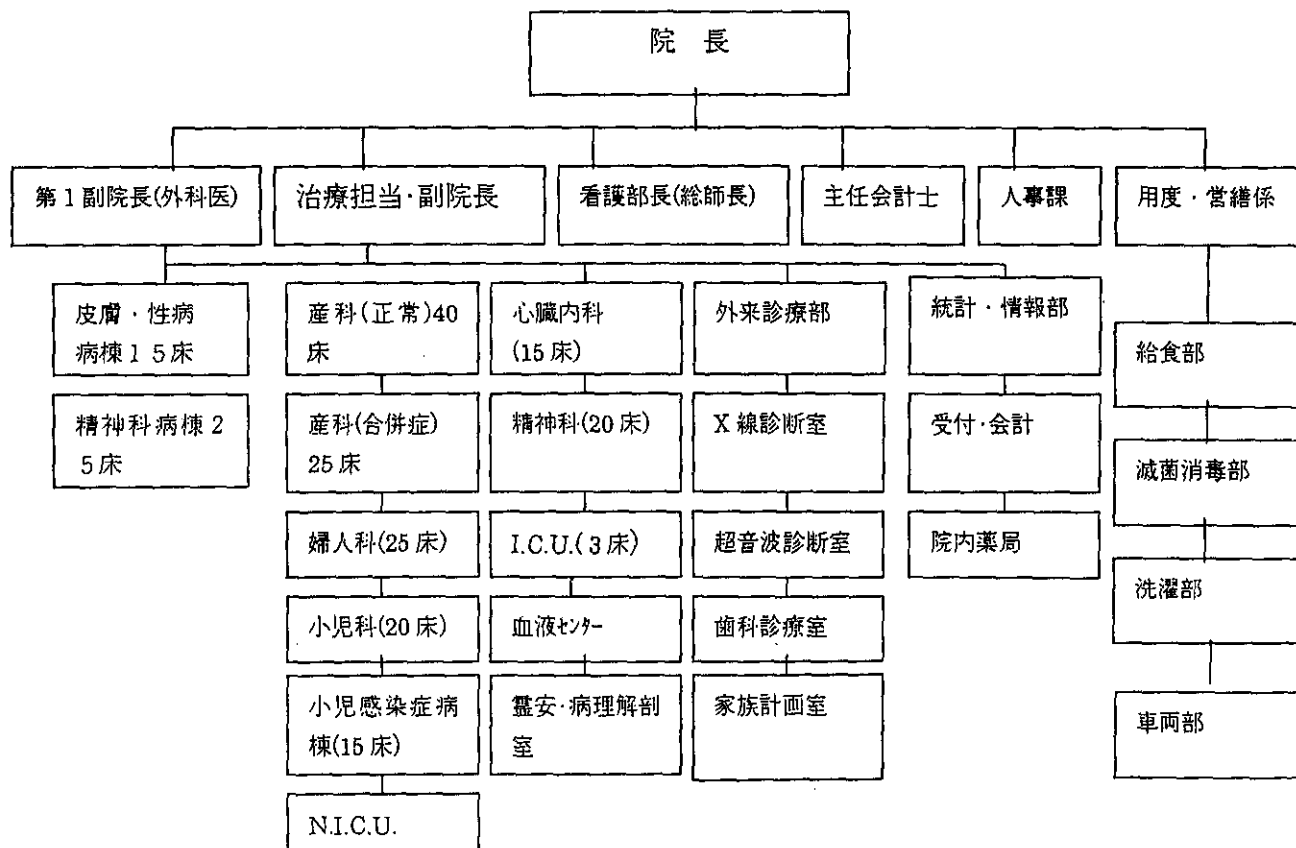 院 長
第１副院長(外科医)
治療担当・副院長
看護部長(総師長)
主任会計士
人事課
用度・営繕係
皮膚・性病
病棟１５床
産科(正常)40
床
心臓内科
(15床)
外来診療部
統計・情報部
給食部
精神科病棟２
５床
産科(合併症)
25床
精神科(20床)
X線診断室
受付・会計
滅菌消毒部
婦人科(25床)
I.C.U.(3床)
超音波診断室
院内薬局
洗濯部
小児科(20床)
血液ｾﾝﾀｰ
歯科診療室
小児感染症病
棟(15床)
霊安・病理解剖
室
家族計画室
車両部
N.I.C.U.